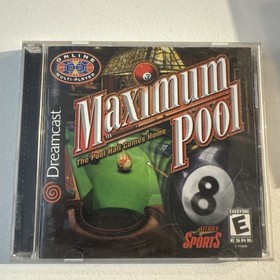 ONLINE
MULTI-PLAYER
Maximum
Pool
The Pool Hall Comes Home
Dreamcast
8
EVERYONE
E
ESRB
SIERRA
SPORTS